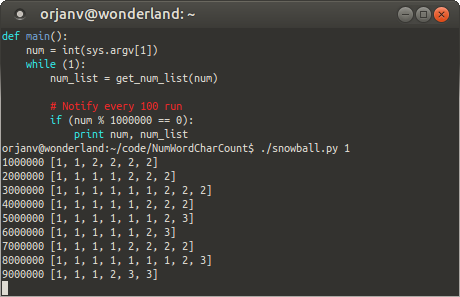 orjanv@wonderland: ~
def main():
    num = int(sys.argv[1])
    while (1):
        num_list = get_num_list(num)

        # Notify every 100 run
        if (num % 1000000 == 0):
            print num, num_list
orjanv@wonderland:~/code/NumWordCharCount$ ./snowball.py 1
1000000 [1, 1, 2, 2, 2, 2]
2000000 [1, 1, 1, 1, 2, 2, 2]
3000000 [1, 1, 1, 1, 1, 1, 2, 2, 2]
4000000 [1, 1, 1, 1, 1, 2, 2, 2]
5000000 [1, 1, 1, 1, 1, 1, 2, 3]
6000000 [1, 1, 1, 1, 1, 2, 3]
7000000 [1, 1, 1, 1, 2, 2, 2, 2]
8000000 [1, 1, 1, 1, 1, 1, 1, 2, 3]
9000000 [1, 1, 1, 2, 3, 3]